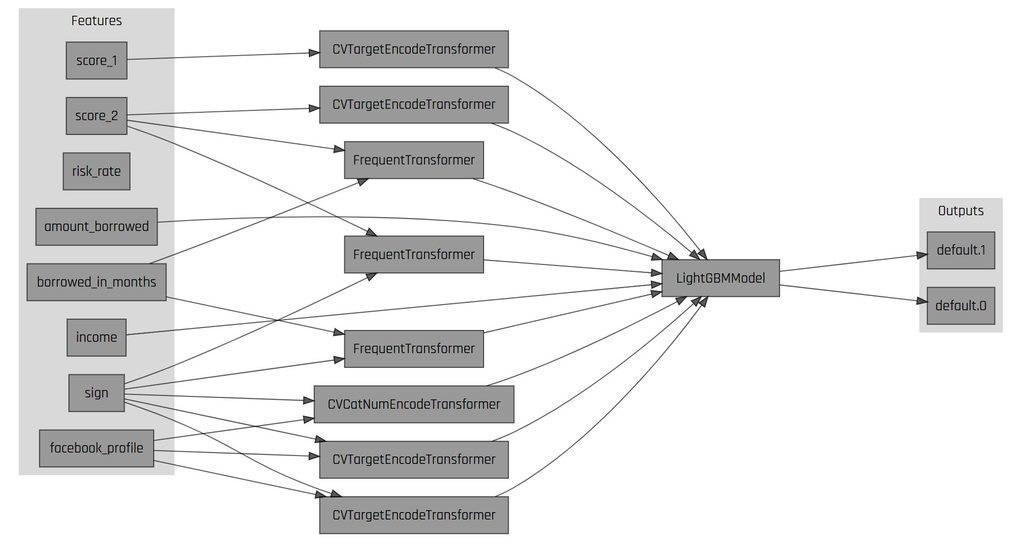 Features
score_1
score_2
risk_rate
amount_borrowed
borrowed_in_months
income
sign
facebook_profile
CVTargetEncodeTransformer
CVTargetEncodeTransformer
FrequentTransformer
FrequentTransformer
FrequentTransformer
CVCatNumEncodeTransformer
CVTargetEncodeTransformer
CVTargetEncodeTransformer
LightGBMModel
Outputs
default.1
default.0